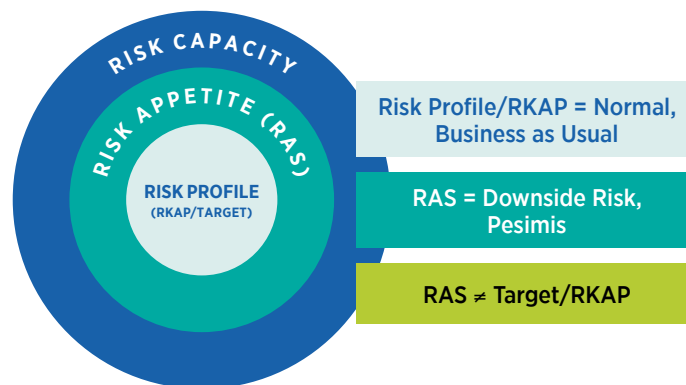 RISK CAPACITY
RISK APPETITE (RAS)
RISK PROFILE
(RKAP/TARGET)
Risk Profile/RKAP = Normal,
Business as Usual
RAS = Downside Risk,
Pesimis
RAS ≠ Target/RKAP